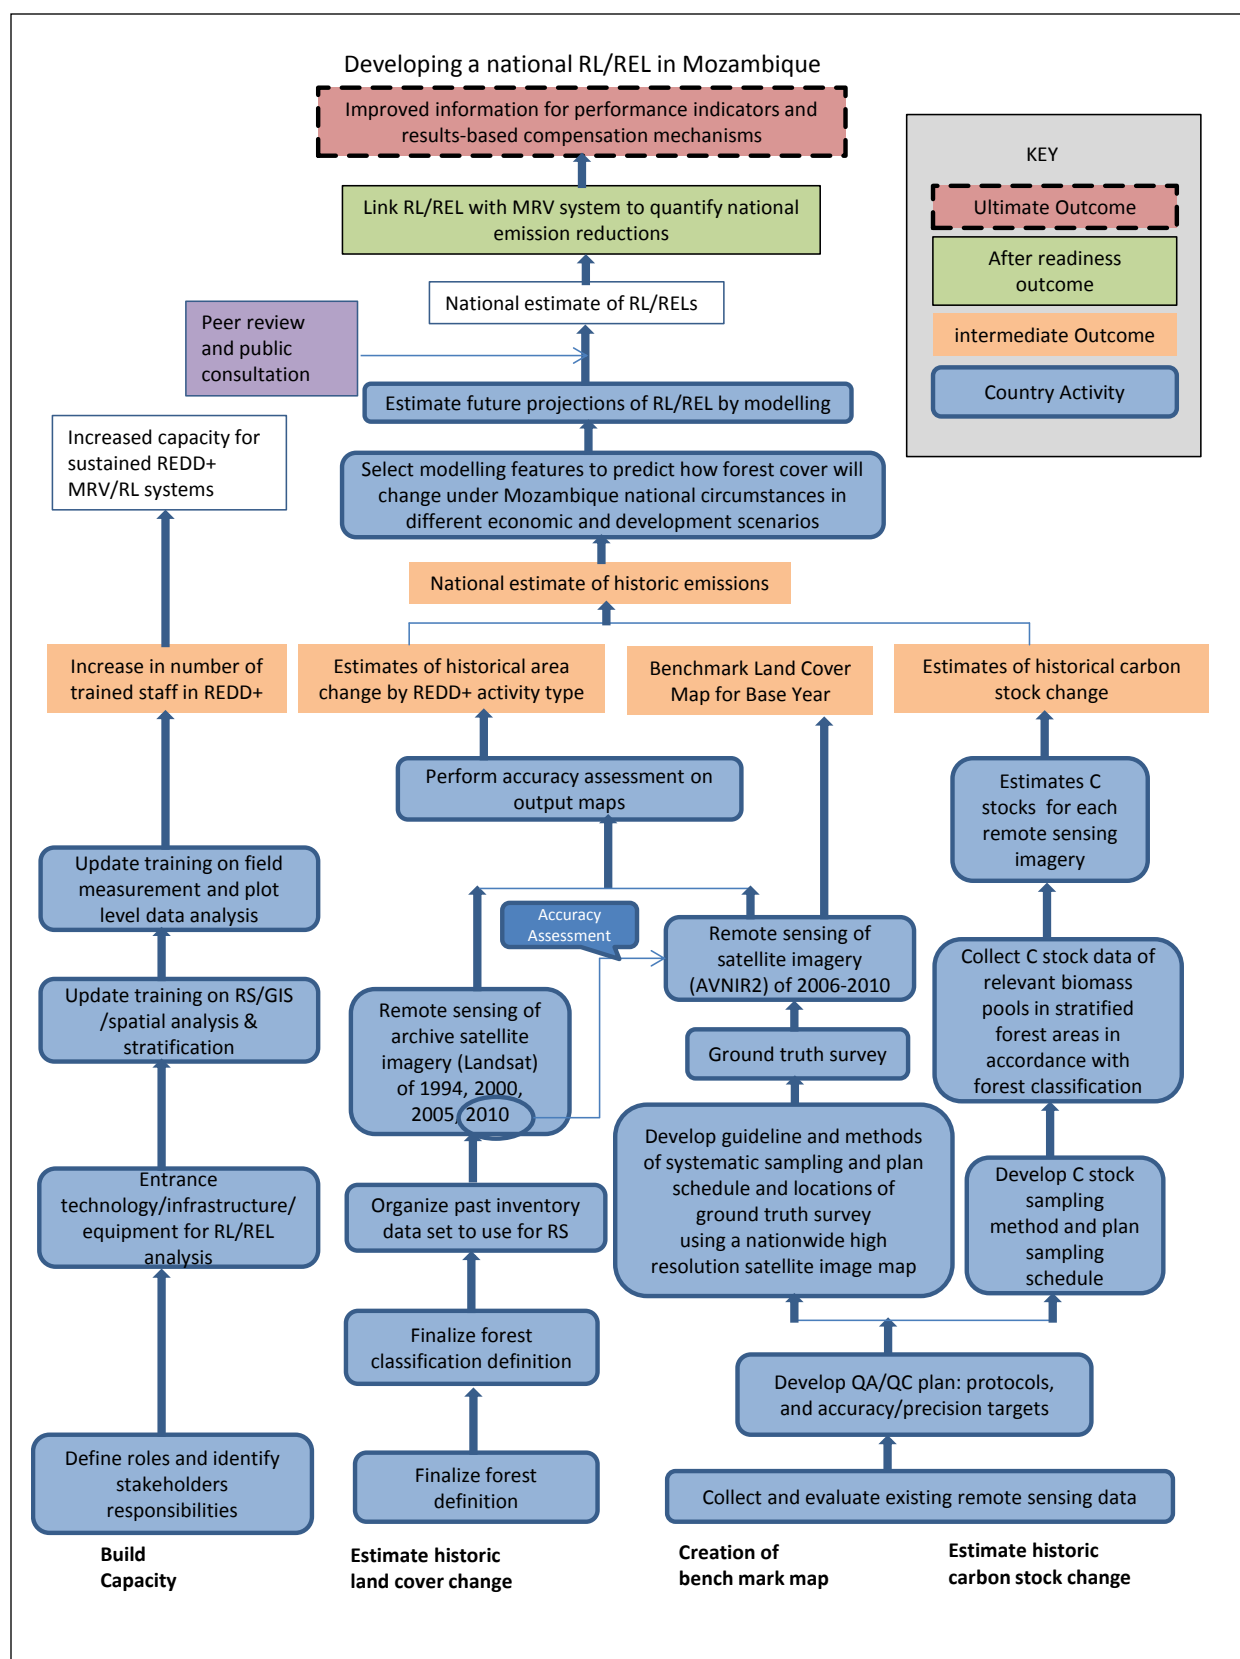 Developing a national RL/REL in Mozambique
Improved information for performance indicators and
results-based compensation mechanisms
Link RL/REL with MRV system to quantify national
emission reductions
National estimate of RL/RELs
Peer review
and public
consultation
Estimate future projections of RL/REL by modelling
Select modelling features to predict how forest cover will
change under Mozambique national circumstances in
different economic and development scenarios
National estimate of historic emissions
KEY
Ultimate Outcome
After readiness
outcome
intermediate Outcome
Country Activity
Increased capacity for
sustained REDD+
MRV/RL systems
Increase in number of
trained staff in REDD+
Update training on field
measurement and plot
level data analysis
Update training on RS/GIS
/spatial analysis &
stratification
Entrance
technology/infrastructure/
equipment for RL/REL
analysis
Define roles and identify
stakeholders
responsibilities
Build
Capacity
Estimates of historical area
change by REDD+ activity type
Perform accuracy assessment on
output maps
Accuracy
Assessment
Remote sensing of
archive satellite
imagery (Landsat)
of 1994, 2000,
2005, 2010
Organize past inventory
data set to use for RS
Finalize forest
classification definition
Finalize forest
definition
Estimate historic
land cover change
Benchmark Land Cover
Map for Base Year
Remote sensing of
satellite imagery
(AVNIR2) of 2006-2010
Ground truth survey
Develop guideline and methods
of systematic sampling and plan
schedule and locations of
ground truth survey
using a nationwide high
resolution satellite image map
Estimates of historical carbon
stock change
Estimates C
stocks for each
remote sensing
imagery
Collect C stock data of
relevant biomass
pools in stratified
forest areas in
accordance with
forest classification
Develop C stock
sampling
method and plan
sampling
schedule
Develop QA/QC plan: protocols,
and accuracy/precision targets
Collect and evaluate existing remote sensing data
Creation of
bench mark map
Estimate historic
carbon stock change